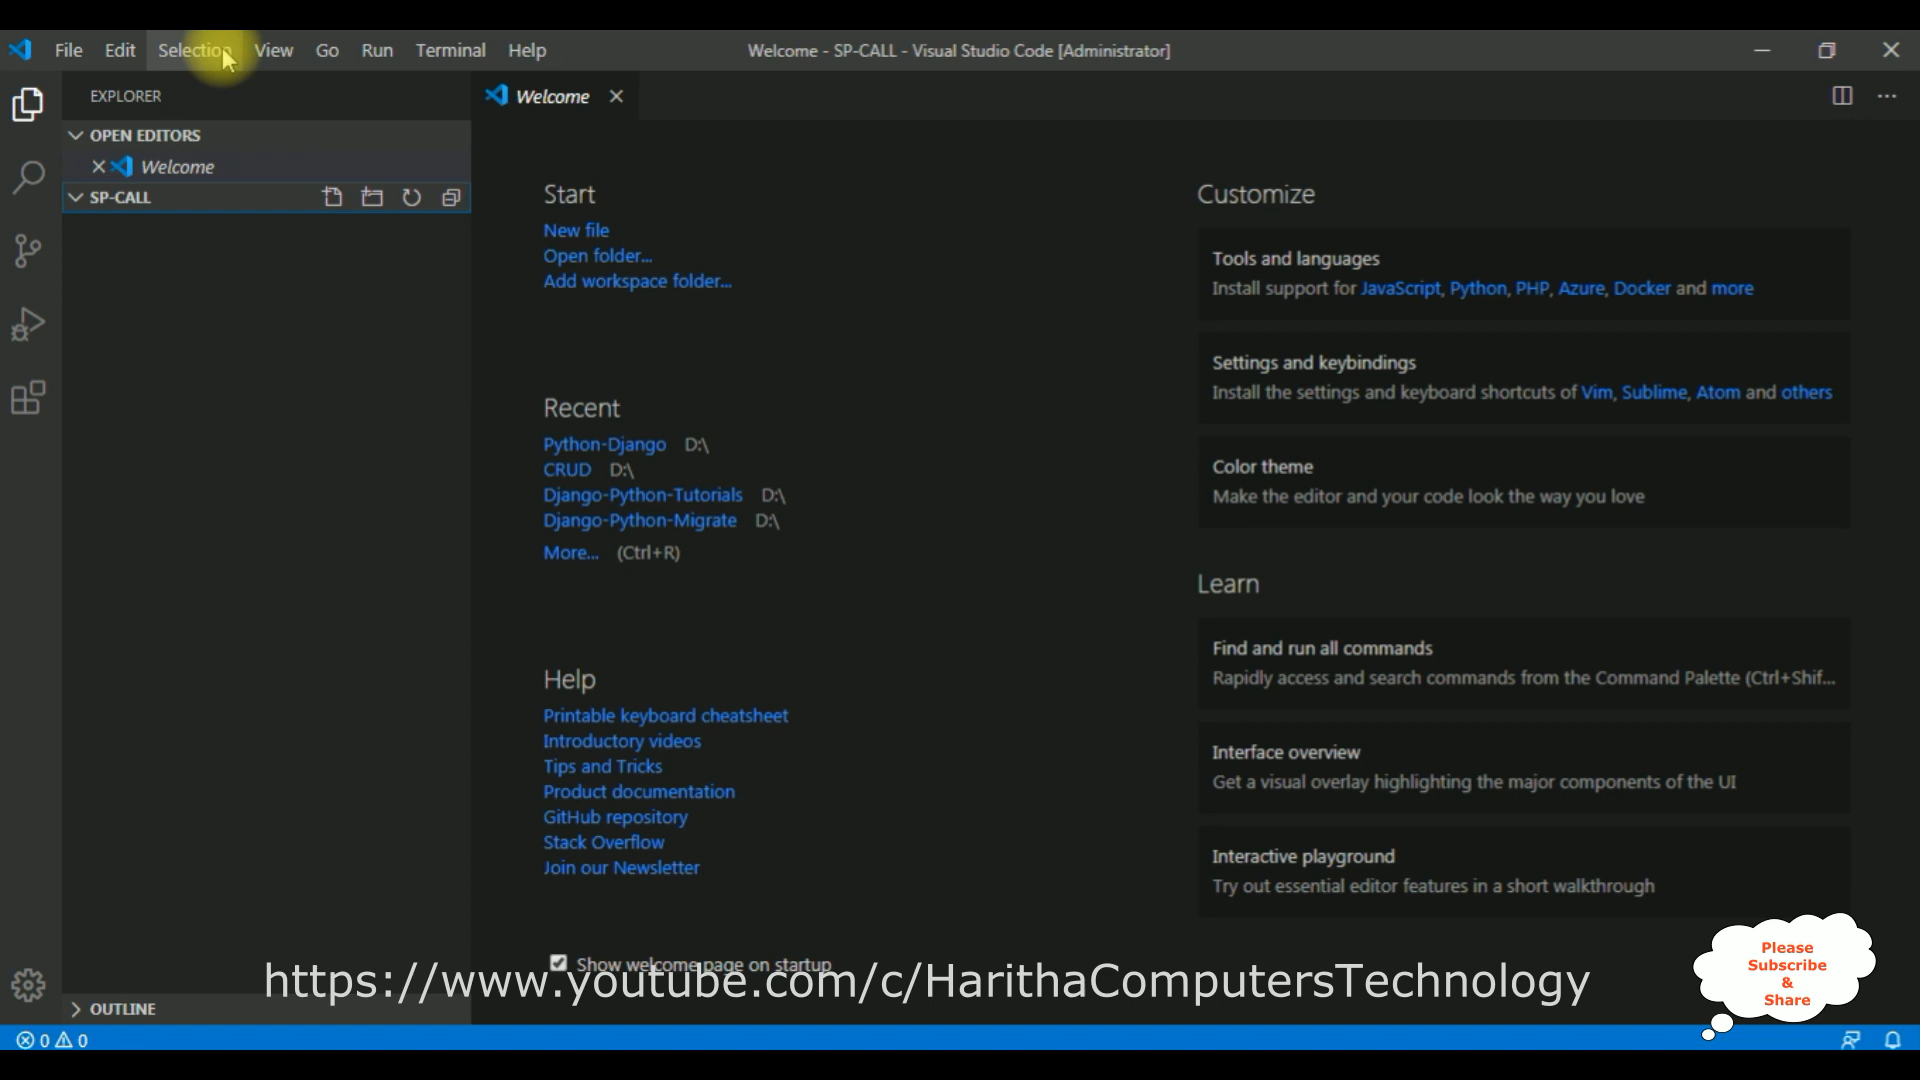 File Edit Selection View Go Run Terminal Help
Welcome - SP-CALL - Visual Studio Code [Administrator]
EXPLORER
OPEN EDITORS
Welcome
SP-CALL
OUTLINE
Welcome
Start
New file
Open folder...
Add workspace folder...
Recent
Python-Django D:\
CRUD D:\
Django-Python-Tutorials D:\
Django-Python-Migrate D:\
More... (Ctrl+R)
Help
Printable keyboard cheatsheet
Introductory videos
Tips and Tricks
Product documentation
GitHub repository
Stack Overflow
Join our Newsletter
Show welcome page on startup
Customize
Tools and languages
Install support for JavaScript, Python, PHP, Azure, Docker and more
Settings and keybindings
Install the settings and keyboard shortcuts of Vim, Sublime, Atom and others
Color theme
Make the editor and your code look the way you love
Learn
Find and run all commands
Rapidly access and search commands from the Command Palette (Ctrl+Shif...
Interface overview
Get a visual overlay highlighting the major components of the UI
Interactive playground
Try out essential editor features in a short walkthrough
https://www.youtube.com/c/HarithaComputersTechnology
Please
Subscribe
&
Share
0 0